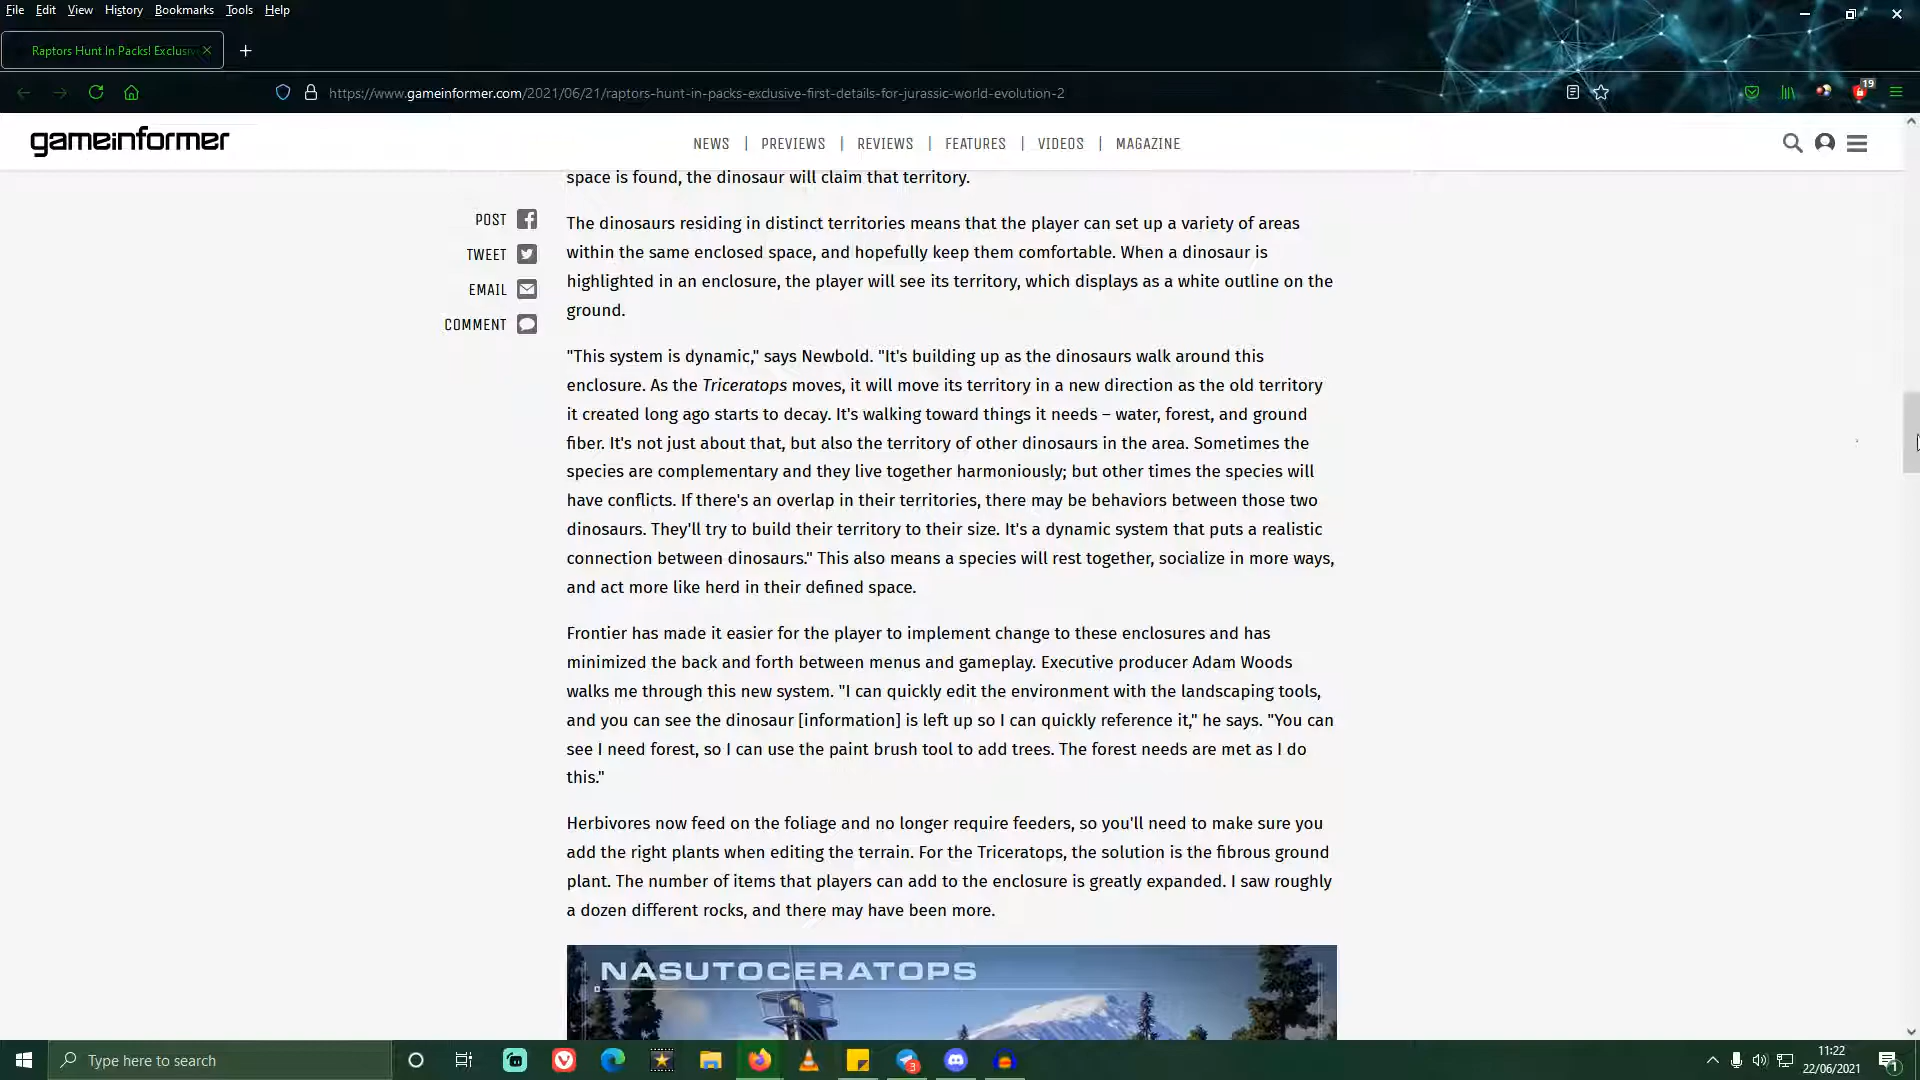 File Edit View History Bookmarks Tools Help
Raptors Hunt In Packs! Exclusiv
https://www.gameinformer.com/2021/06/21/raptors-hunt-in-packs-exclusive-first-details-for-jurassic-world-evolution-2
19
gameinformer
NEWS | PREVIEWS | REVIEWS | FEATURES | VIDEOS | MAGAZINE
space is found, the dinosaur will claim that territory.
POST
TWEET
EMAIL
COMMENT
The dinosaurs residing in distinct territories means that the player can set up a variety of areas
within the same enclosed space, and hopefully keep them comfortable. When a dinosaur is
highlighted in an enclosure, the player will see its territory, which displays as a white outline on the
ground.
"This system is dynamic," says Newbold. "It's building up as the dinosaurs walk around this
enclosure. As the Triceratops moves, it will move its territory in a new direction as the old territory
it created long ago starts to decay. It's walking toward things it needs – water, forest, and ground
fiber. It's not just about that, but also the territory of other dinosaurs in the area. Sometimes the
species are complementary and they live together harmoniously; but other times the species will
have conflicts. If there's an overlap in their territories, there may be behaviors between those two
dinosaurs. They'll try to build their territory to their size. It's a dynamic system that puts a realistic
connection between dinosaurs." This also means a species will rest together, socialize in more ways,
and act more like herd in their defined space.
Frontier has made it easier for the player to implement change to these enclosures and has
minimized the back and forth between menus and gameplay. Executive producer Adam Woods
walks me through this new system. "I can quickly edit the environment with the landscaping tools,
and you can see the dinosaur [information] is left up so I can quickly reference it," he says. "You can
see I need forest, so I can use the paint brush tool to add trees. The forest needs are met as I do
this."
Herbivores now feed on the foliage and no longer require feeders, so you'll need to make sure you
add the right plants when editing the terrain. For the Triceratops, the solution is the fibrous ground
plant. The number of items that players can add to the enclosure is greatly expanded. I saw roughly
a dozen different rocks, and there may have been more.
NASUTOCERATOPS
Type here to search
3
11:22
22/06/2021
1